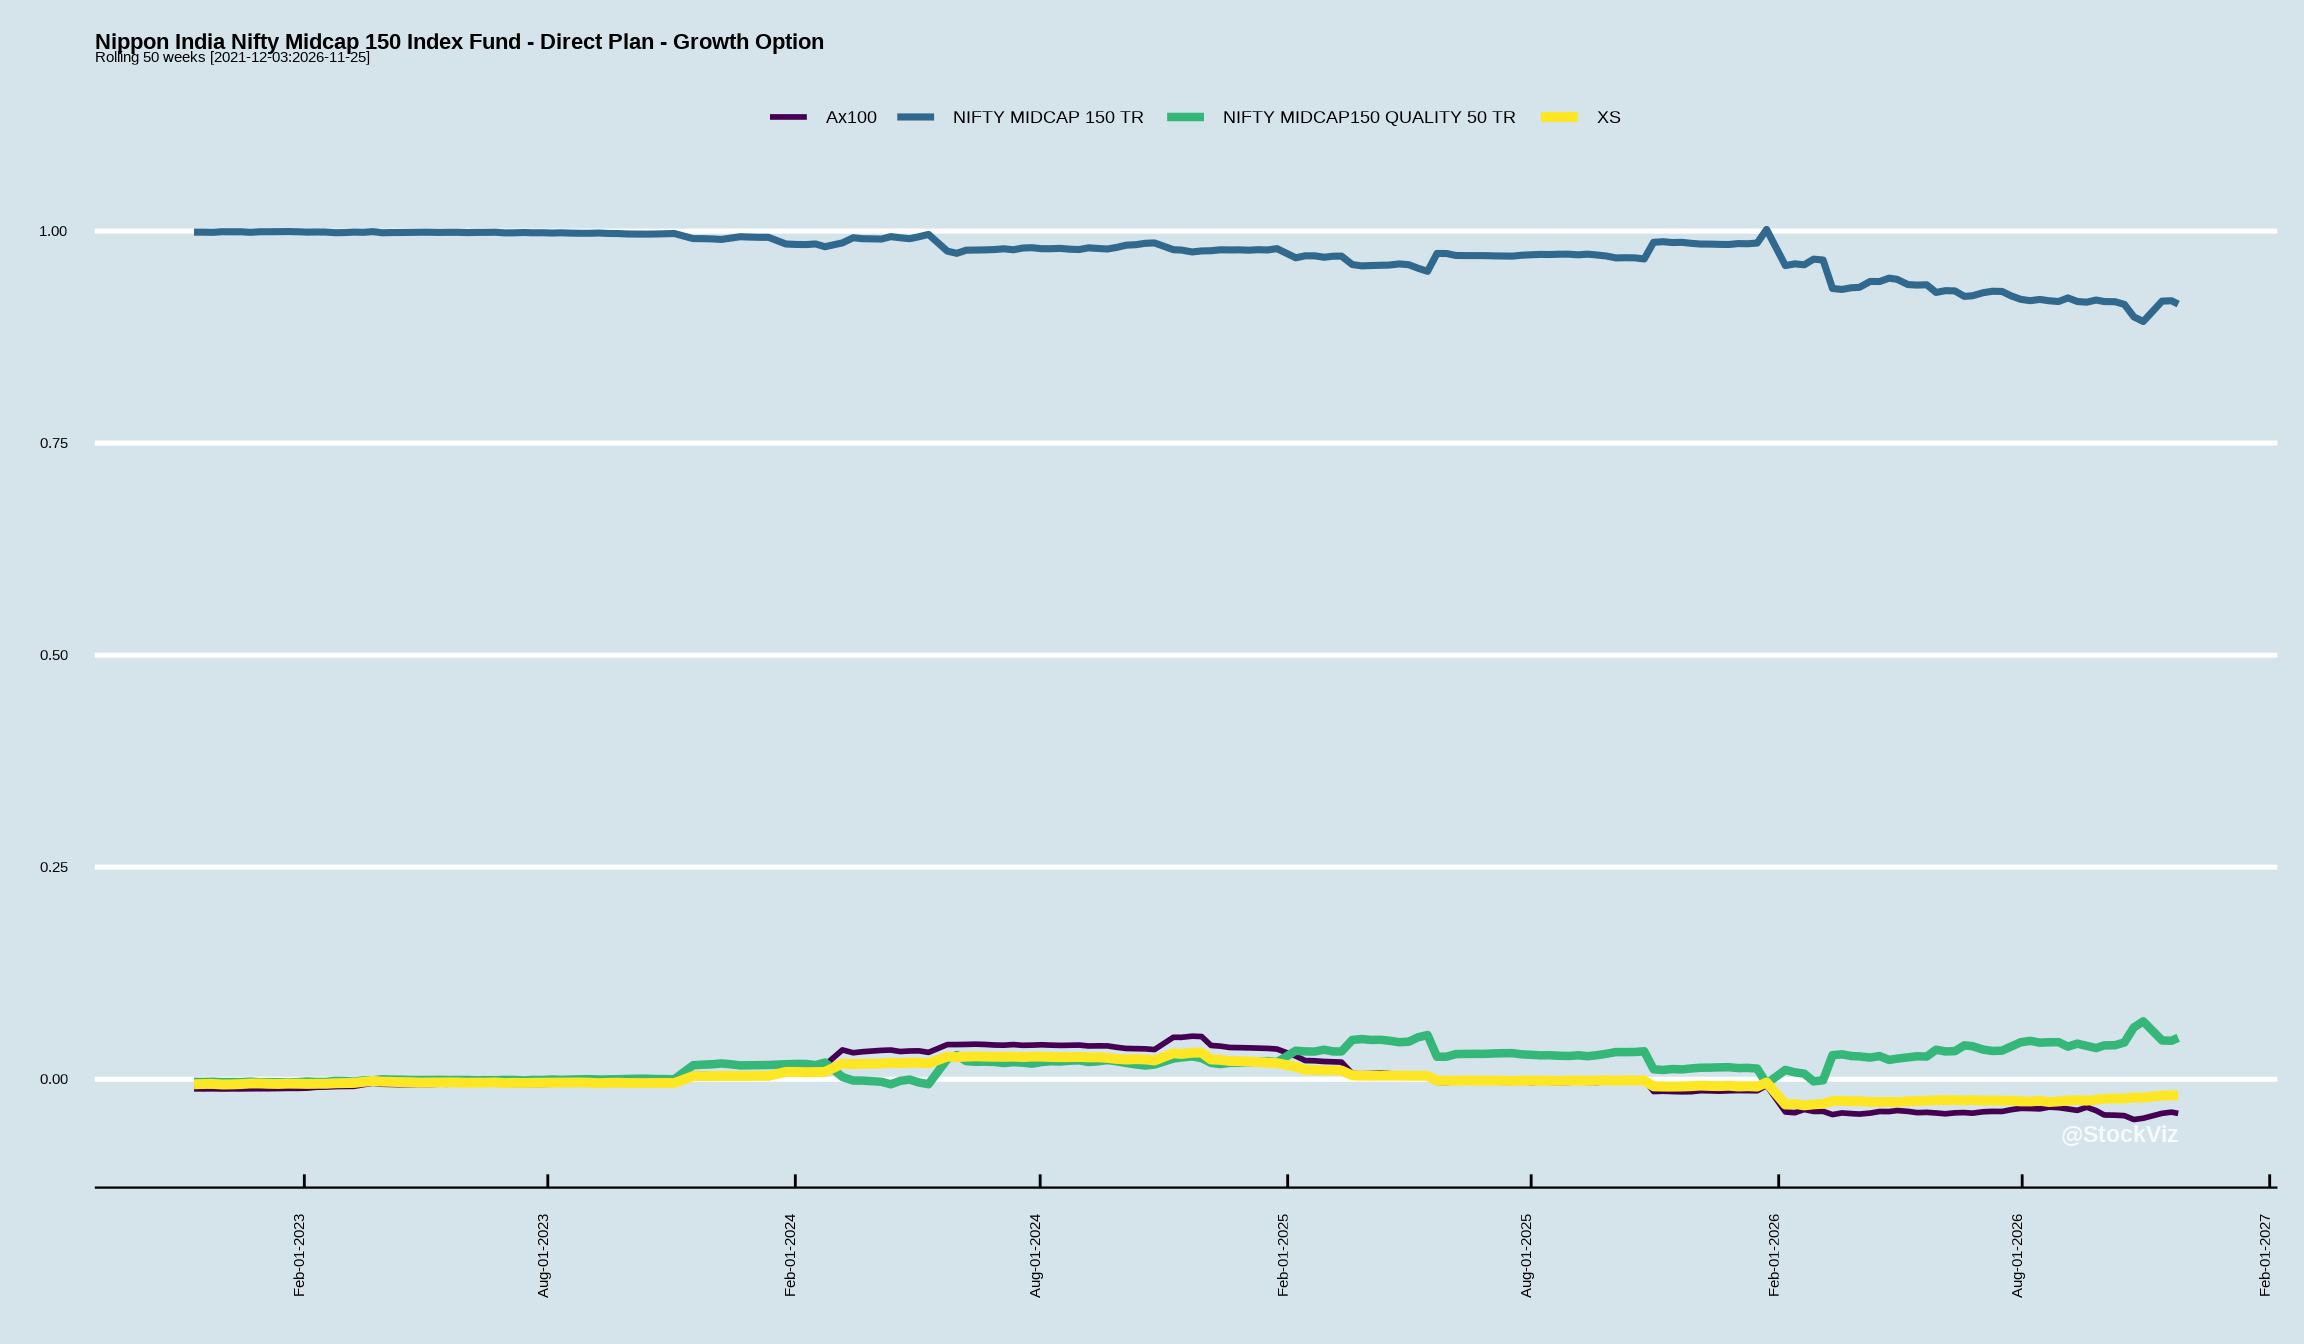 Nippon India Nifty Midcap 150 Index Fund - Direct Plan - Growth Option
Rolling 50 weeks [2021-12-03:2026-11-25]
Ax100 NIFTY MIDCAP 150 TR NIFTY MIDCAP150 QUALITY 50 TR XS
1.00
0.75
0.50
0.25
0.00
@StockViz
Feb-01-2023
Aug-01-2023
Feb-01-2024
Aug-01-2024
Feb-01-2025
Aug-01-2025
Feb-01-2026
Aug-01-2026
Feb-01-2027